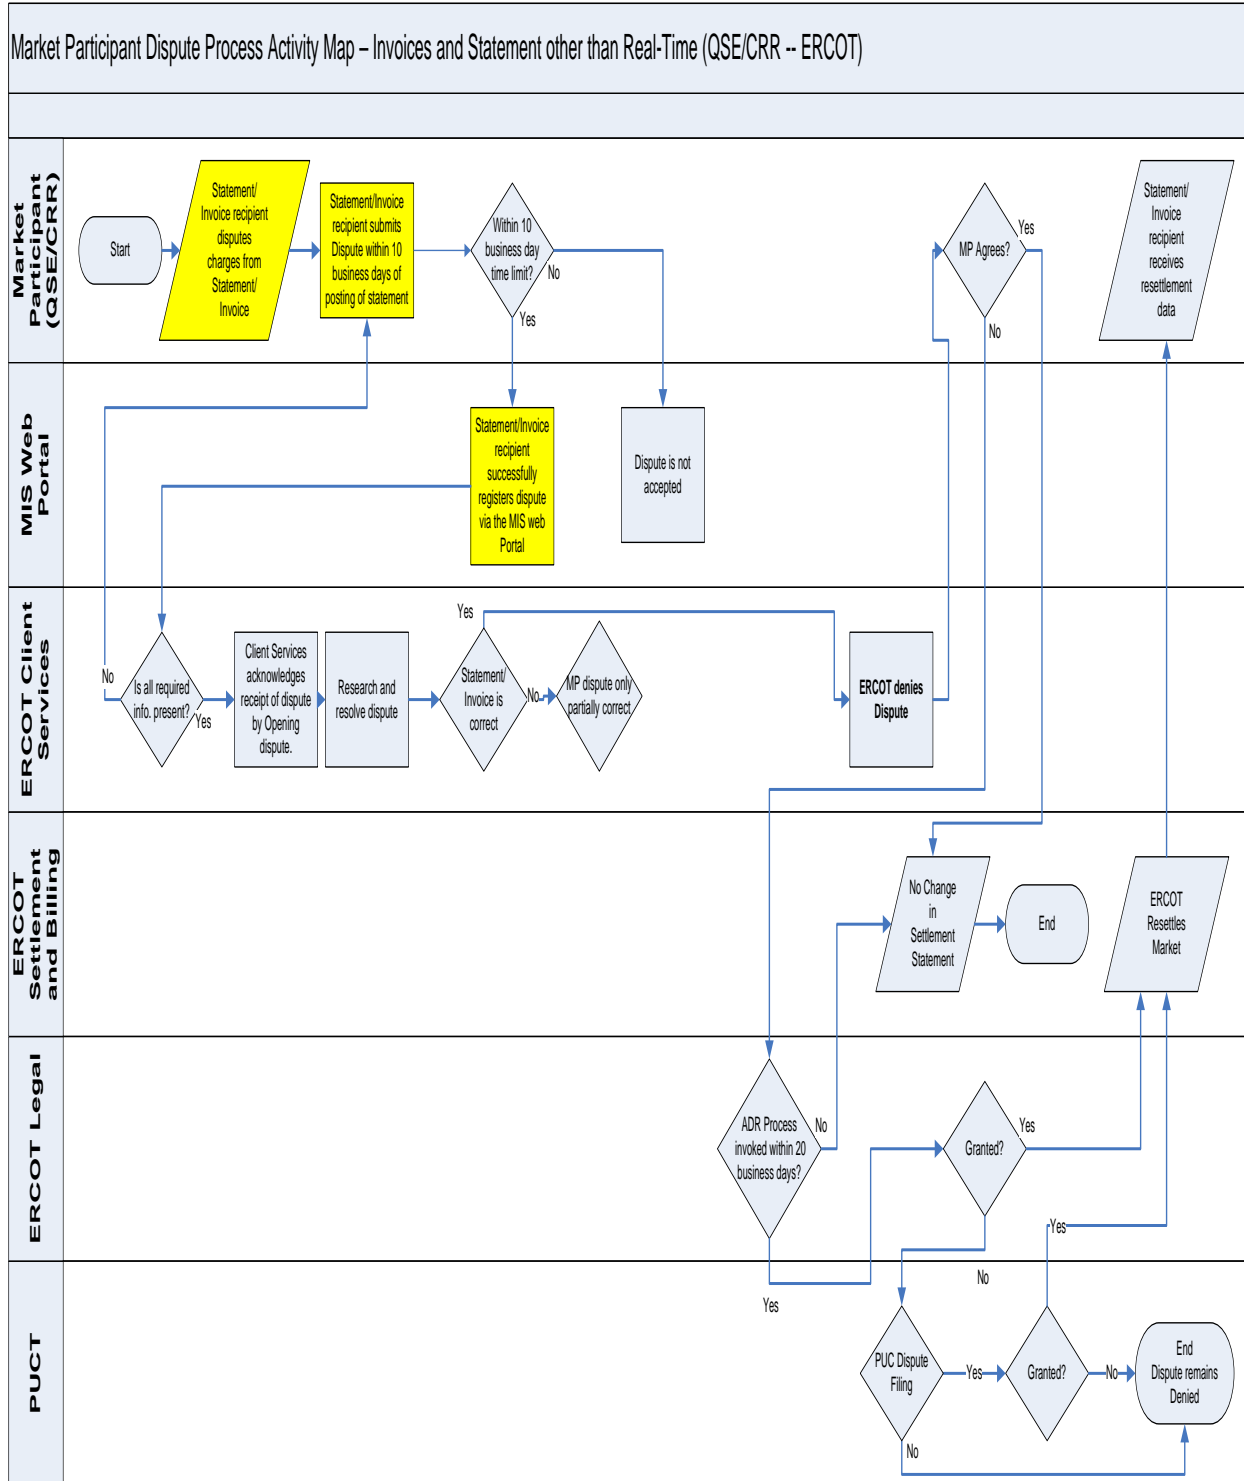 Market Participant Dispute Process Activity Map – Invoices and Statement other than Real-Time (QSE/CRR -- ERCOT)
Market
Participant
(QSE/CRR)
Start
Statement/
Invoice recipient
disputes
charges from
Statement/
Invoice
Statement/Invoice
recipient submits
Dispute within 10
business days of
posting of statement
Within 10
business day
time limit?
No
Yes
MP Agrees?
Yes
No
Statement/
Invoice
recipient
receives
resettlement
data
MIS Web
Portal
Statement/Invoice
recipient
successfully
registers dispute
via the MIS web
Portal
Dispute is not
accepted
ERCOT Client
Services
No
Is all required
info. present?
Yes
Client Services
acknowledges
receipt of dispute
by Opening
dispute.
Research and
resolve dispute
Yes
Statement/
Invoice is
correct
No
MP dispute only
partially correct
ERCOT denies
Dispute
ERCOT
Settlement
and Billing
No Change
in
Settlement
Statement
End
ERCOT
Resettles
Market
ERCOT Legal
ADR Process
invoked within 20
business days?
No
Yes
Granted?
Yes
No
PUCT
PUC Dispute
Filing
Yes
No
Granted?
Yes
No
End
Dispute remains
Denied